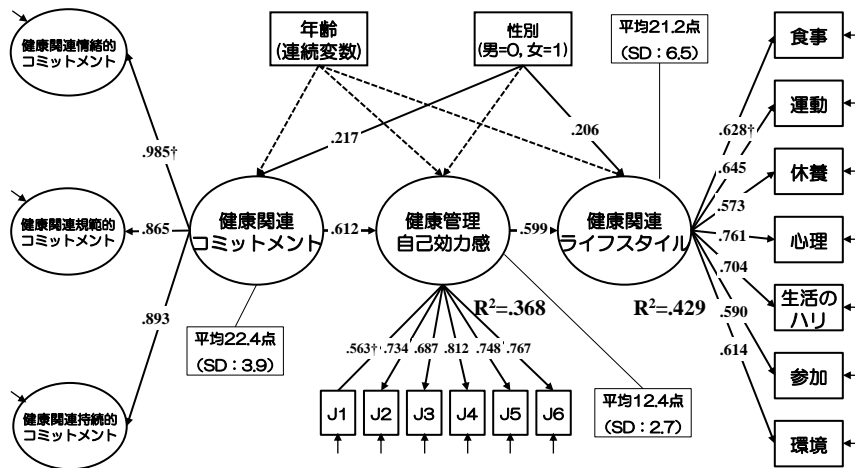 健康関連情緒的
コミットメント
年齢
(連続変数)
性別
(男=0, 女=1)
平均21.2点
(SD:6.5)
食事
運動
休養
心理
生活の
ハリ
参加
環境
.985†
.217
.206
.628†
.645
.573
.761
.704
.590
.614
健康関連規範的
コミットメント
.865
健康関連
コミットメント
.612
健康管理
自己効力感
.599
健康関連
ライフスタイル
.893
R²=.368
R²=.429
平均22.4点
(SD:3.9)
.563†
.734
.687
.812
.748
.767
J1
J2
J3
J4
J5
J6
平均12.4点
(SD:2.7)
健康関連持続的
コミットメント